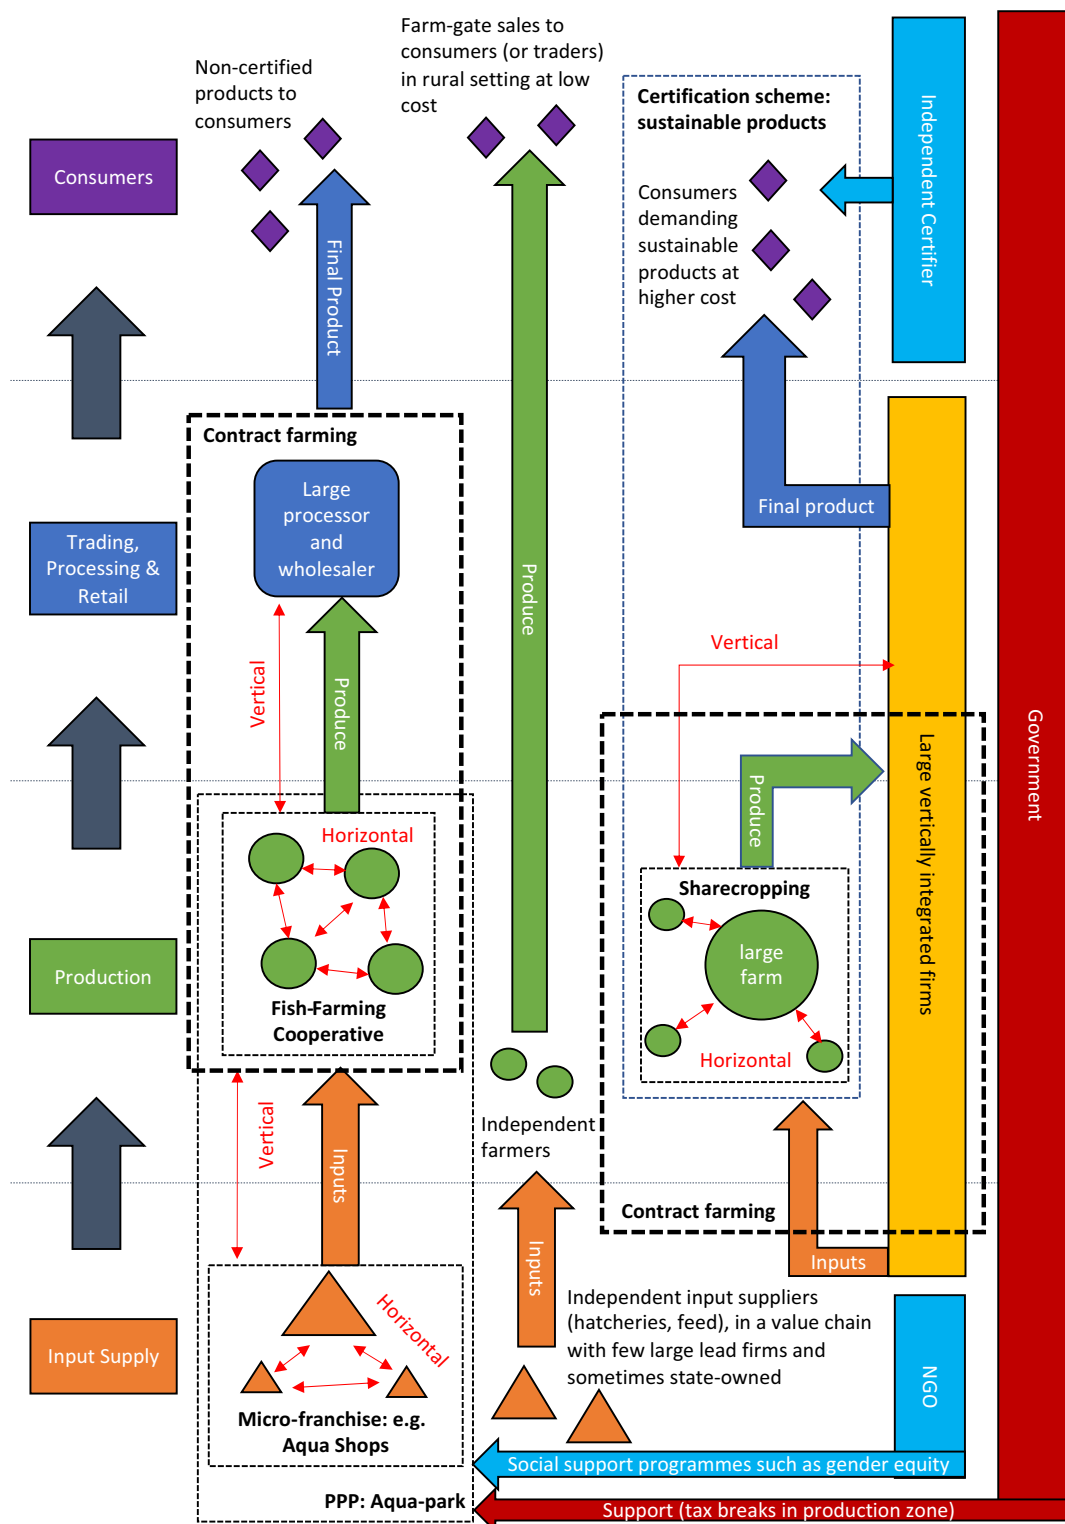 Farm-gate sales to
consumers (or traders)
in rural setting at low
cost
Non-certified
products to
consumers
Certification scheme:
sustainable products
Independent Certifier
Consumers
Consumers
demanding
sustainable
products at
higher cost
Final Product
Contract farming
Large
processor
and
wholesaler
Final product
Trading,
Processing &
Retail
Produce
Vertical
Vertical
Produce
Government
Large vertically integrated firms
Produce
Horizontal
Sharecropping
large
farm
Production
Fish-Farming
Cooperative
Horizontal
Independent
farmers
Vertical
Inputs
Contract farming
Inputs
Inputs
Independent input suppliers
(hatcheries, feed), in a value chain
with few large lead firms and
sometimes state-owned
Horizontal
Input Supply
NGO
Micro-franchise: e.g.
Aqua Shops
Social support programmes such as gender equity
PPP: Aqua-park
Support (tax breaks in production zone)